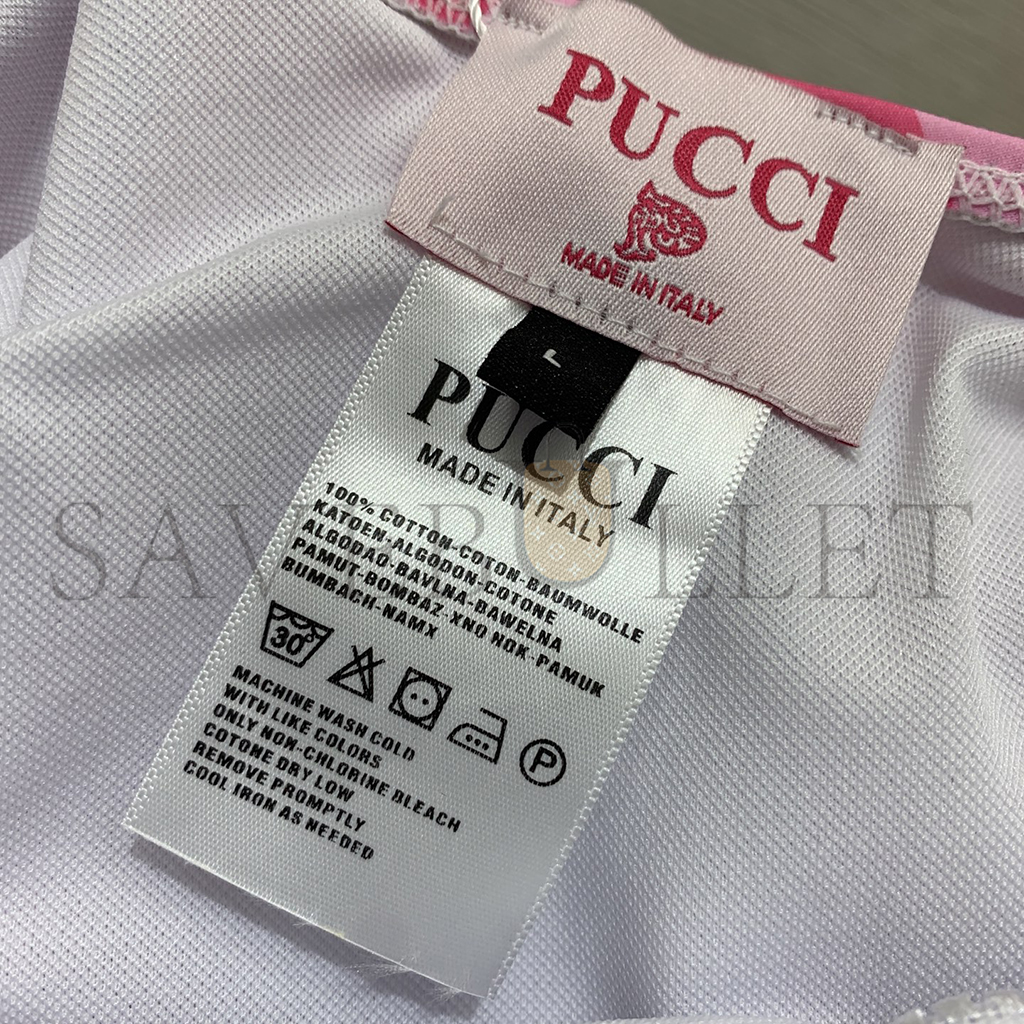 PUCCI
MADE IN ITALY
PUCCI
MADE IN ITALY
100% COTTON-COTON-BAUMWOLLE
KATOEN-ALGODON-COTONE
ALGODAO-BAVLNA-BAWELNA
PAMUT-BOMBAZ-XNO NOK-PAMUK
BUMBACH-NAMX
30°
P
MACHINE WASH COLD
WITH LIKE COLORS
ONLY NON-CHLORINE BLEACH
COTONE DRY LOW
REMOVE PROMPTLY
COOL IRON AS NEEDED